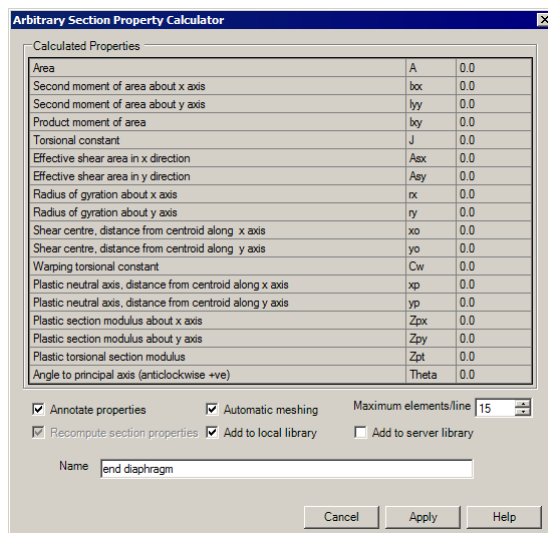 Arbitrary Section Property Calculator
Calculated Properties
Area A 0.0
Second moment of area about x axis Ixx 0.0
Second moment of area about y axis Iyy 0.0
Product moment of area Ixy 0.0
Torsional constant J 0.0
Effective shear area in x direction Asx 0.0
Effective shear area in y direction Asy 0.0
Radius of gyration about x axis rx 0.0
Radius of gyration about y axis ry 0.0
Shear centre, distance from centroid along x axis xo 0.0
Shear centre, distance from centroid along y axis yo 0.0
Warping torsional constant Cw 0.0
Plastic neutral axis, distance from centroid along x axis xp 0.0
Plastic neutral axis, distance from centroid along y axis yp 0.0
Plastic section modulus about x axis Zpx 0.0
Plastic section modulus about y axis Zpy 0.0
Plastic torsional section modulus Zpt 0.0
Angle to principal axis (anticlockwise +ve) Theta 0.0
Annotate properties Automatic meshing Maximum elements/line 15
Recompute section properties Add to local library Add to server library
Name end diaphragm
Cancel Apply Help